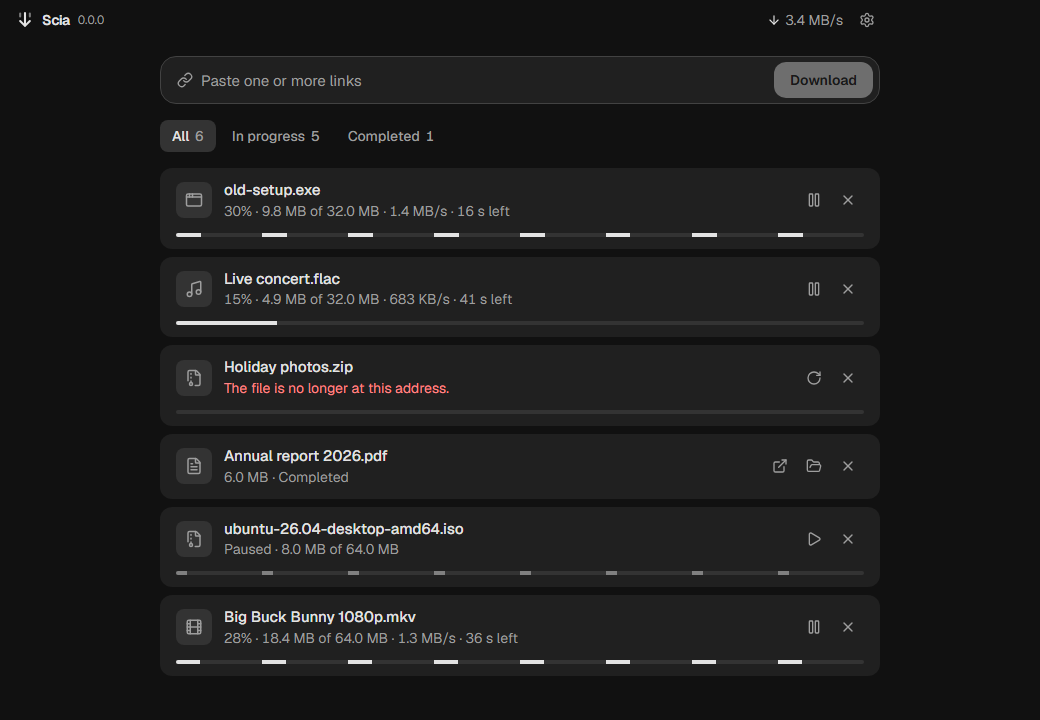 Scia 0.0.0
3.4 MB/s
Paste one or more links
Download
All 6 In progress 5 Completed 1
old-setup.exe
30% · 9.8 MB of 32.0 MB · 1.4 MB/s · 16 s left
Live concert.flac
15% · 4.9 MB of 32.0 MB · 683 KB/s · 41 s left
Holiday photos.zip
The file is no longer at this address.
Annual report 2026.pdf
6.0 MB · Completed
ubuntu-26.04-desktop-amd64.iso
Paused · 8.0 MB of 64.0 MB
Big Buck Bunny 1080p.mkv
28% · 18.4 MB of 64.0 MB · 1.3 MB/s · 36 s left